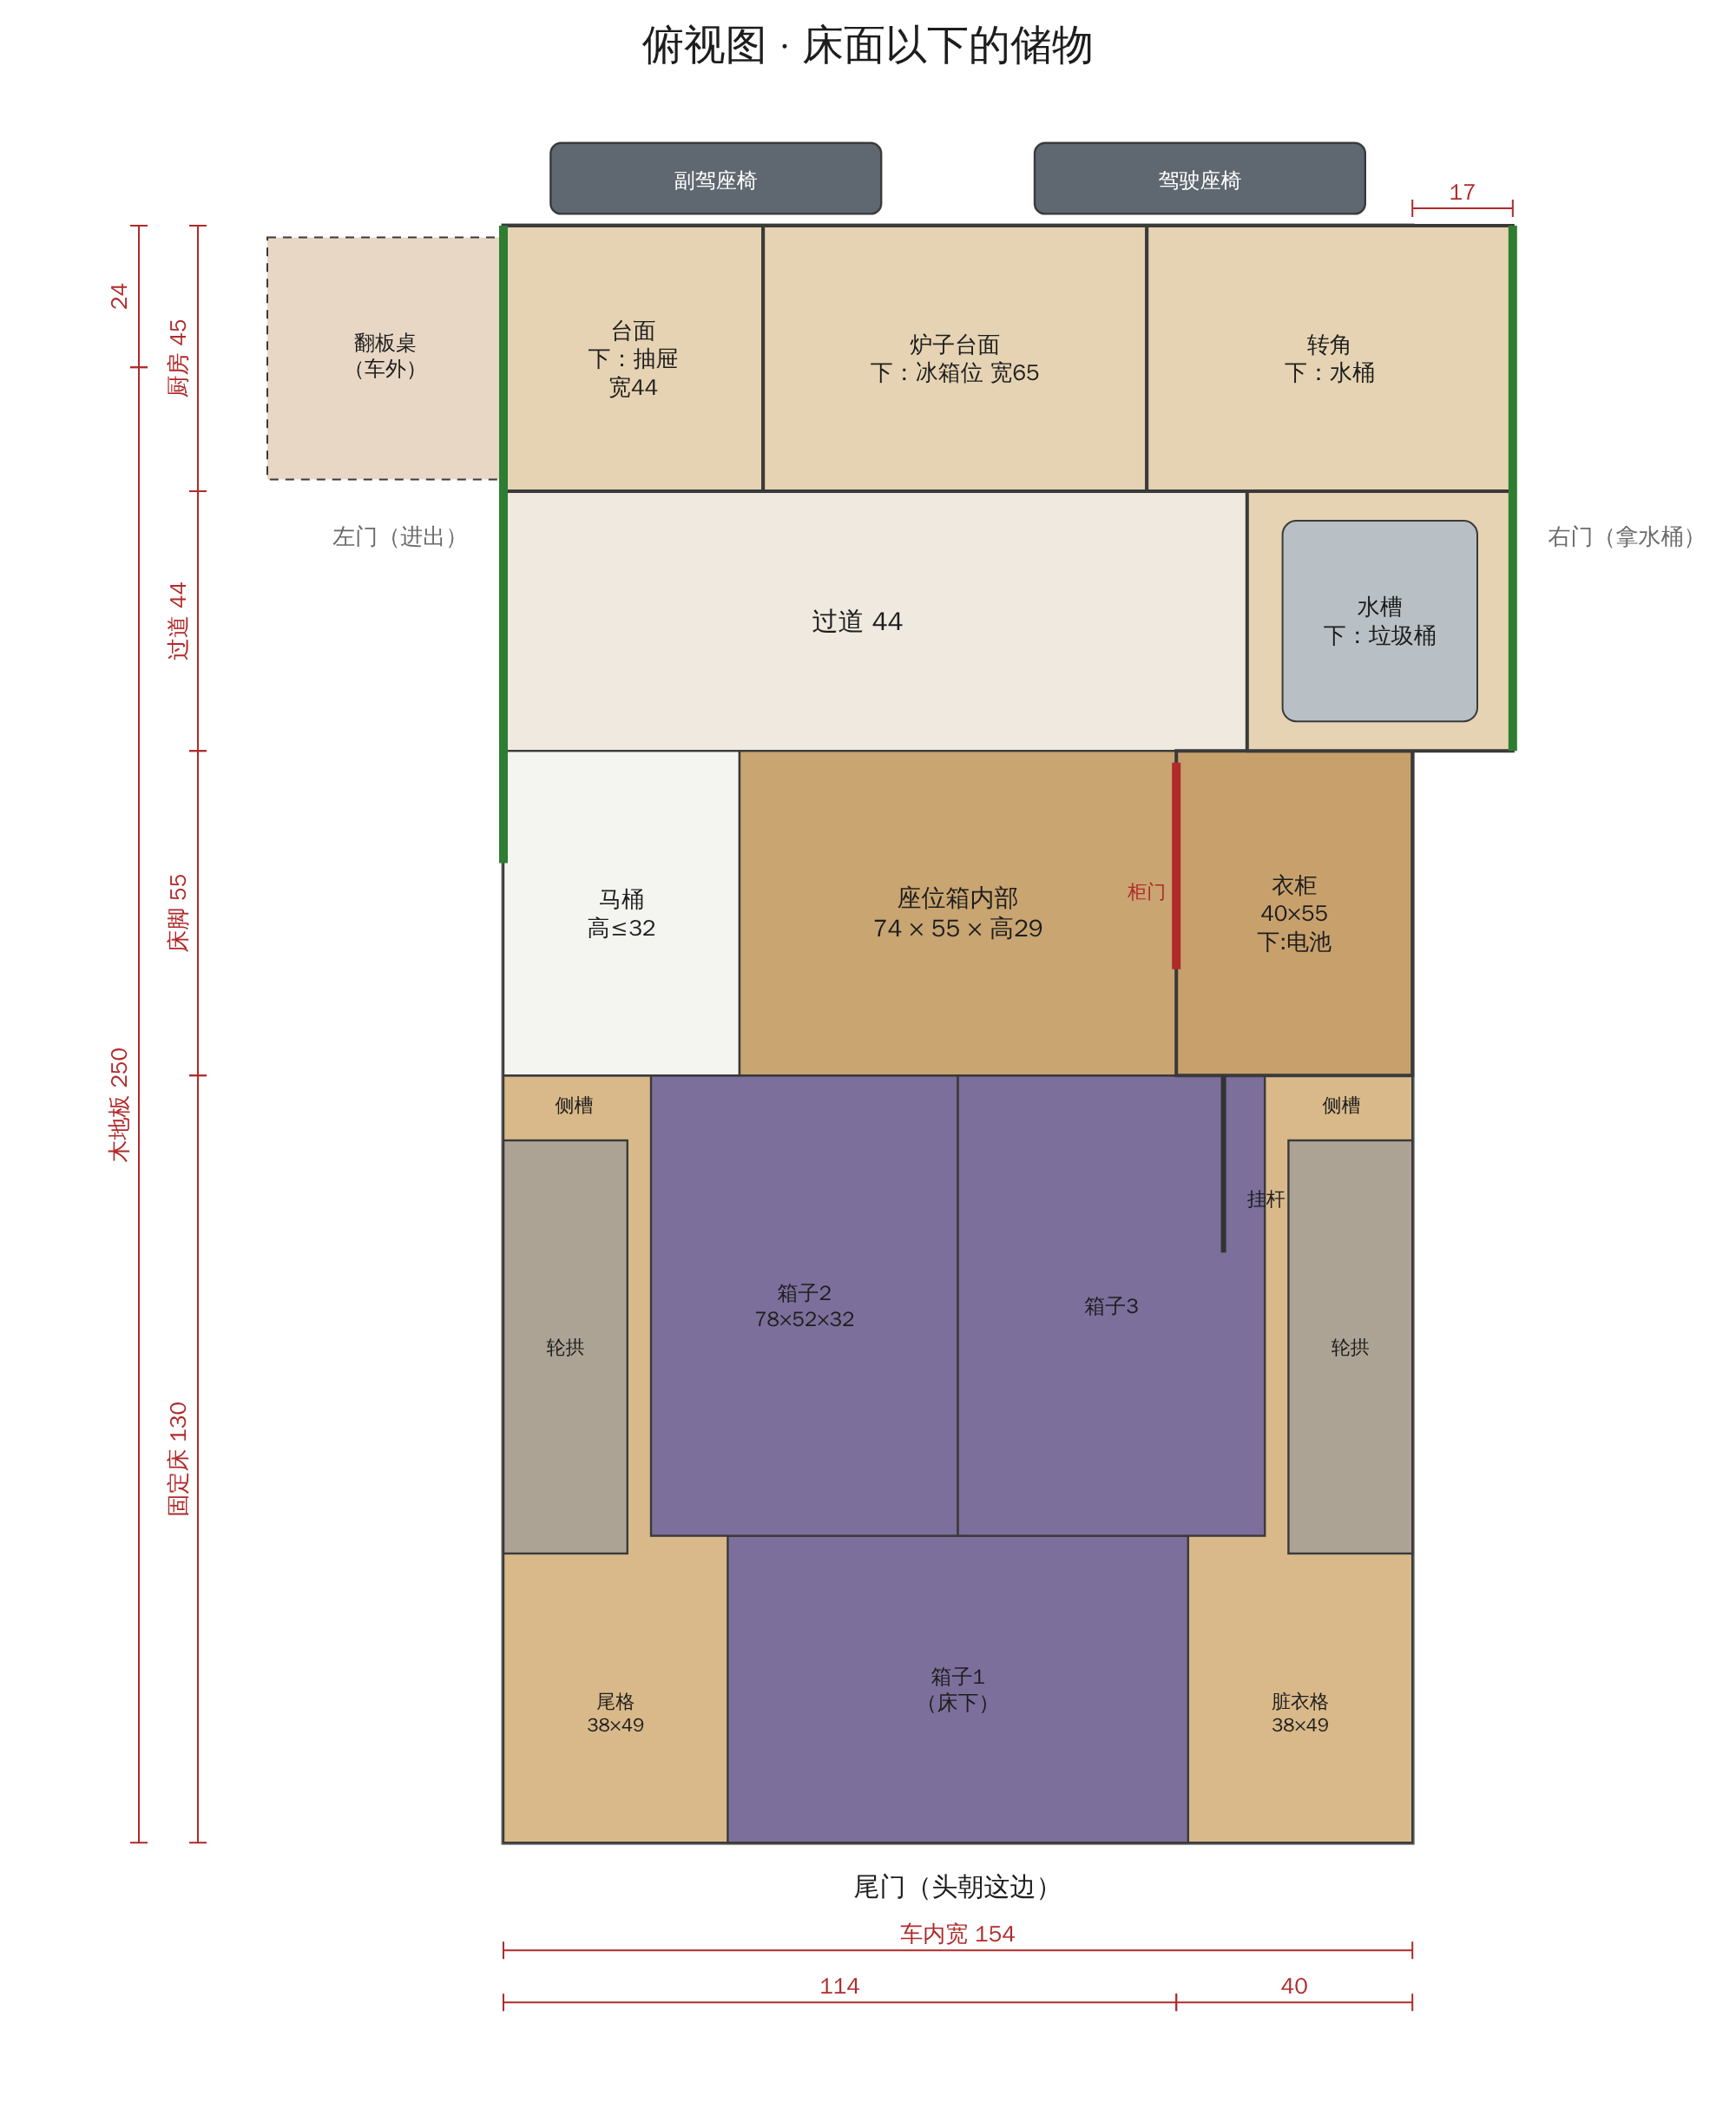 俯视图 · 床面以下的储物
副驾座椅
驾驶座椅
17
24
厨房 45
翻板桌
（车外）
台面
下：抽屉
宽44
炉子台面
下：冰箱位 宽65
转角
下：水桶
左门（进出）
右门（拿水桶）
过道 44
过道 44
水槽
下：垃圾桶
床脚 55
马桶
高≤32
座位箱内部
74 × 55 × 高29
柜门
衣柜
40×55
下:电池
木地板 250
侧槽
侧槽
挂杆
箱子2
78×52×32
箱子3
轮拱
轮拱
固定床 130
箱子1
（床下）
尾格
38×49
脏衣格
38×49
尾门（头朝这边）
车内宽 154
114
40